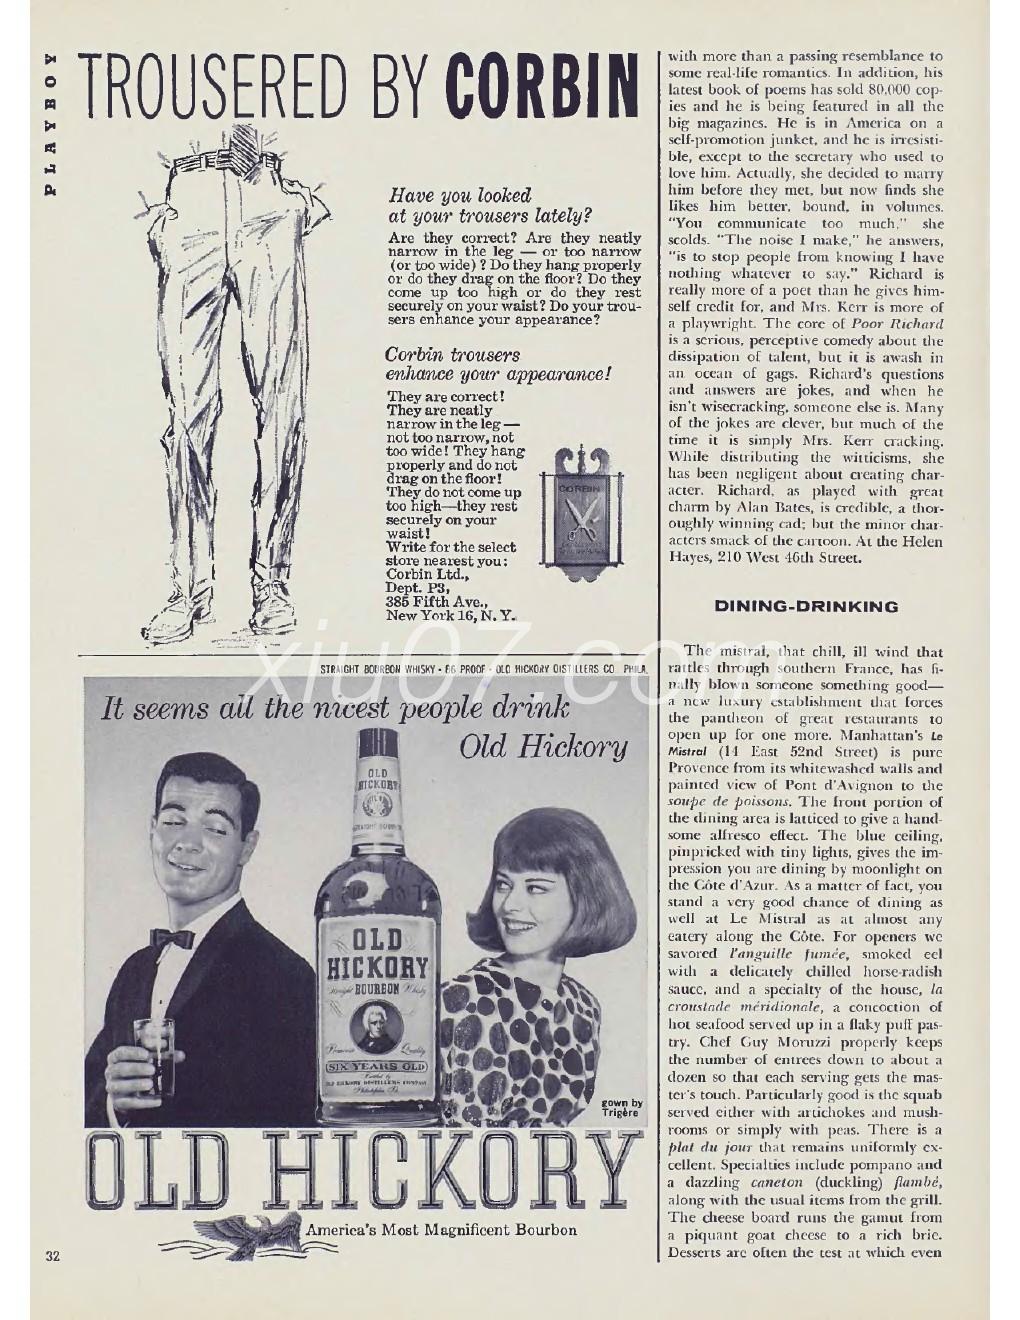 PLAYBOY
TROUSERED BY CORBIN
Have you looked
at your trousers lately?
Are they correct? Are they neatly
narrow in the leg — or too narrow
(or too wide)? Do they hang properly
or do they drag on the floor? Do they
come up too high or do they rest
securely on your waist? Do your trou-
sers enhance your appearance?
Corbin trousers
enhance your appearance!
They are correct!
They are neatly
narrow in the leg —
not too narrow, not
too wide! They hang
properly and do not
drag on the floor!
They do not come up
too high—they rest
securely on your
waist!
Write for the select
store nearest you:
Corbin Ltd.,
Dept. P3,
385 Fifth Ave.,
New York 16, N. Y.
CORBIN
STRAIGHT BOURBON WHISKY • 86 PROOF • OLD HICKORY DISTILLERS CO. PHILA.
It seems all the nicest people drink
Old Hickory
OLD
HICKORY
STRAIGHT BOURBON
OLD
HICKORY
Straight BOURBON Whisky
Premium Quality
SIX YEARS OLD
Bottled by
OLD HICKORY DISTILLERS COMPANY
Philadelphia, Pa.
gown by
Trigère
OLD HICKORY
America's Most Magnificent Bourbon
32
with more than a passing resemblance to
some real-life romantics. In addition, his
latest book of poems has sold 80,000 cop-
ies and he is being featured in all the
big magazines. He is in America on a
self-promotion junket, and he is irresisti-
ble, except to the secretary who used to
love him. Actually, she decided to marry
him before they met, but now finds she
likes him better, bound, in volumes.
"You communicate too much," she
scolds. "The noise I make," he answers,
"is to stop people from knowing I have
nothing whatever to say." Richard is
really more of a poet than he gives him-
self credit for, and Mrs. Kerr is more of
a playwright. The core of Poor Richard
is a serious, perceptive comedy about the
dissipation of talent, but it is awash in
an ocean of gags. Richard's questions
and answers are jokes, and when he
isn't wisecracking, someone else is. Many
of the jokes are clever, but much of the
time it is simply Mrs. Kerr cracking.
While distributing the witticisms, she
has been negligent about creating char-
acter. Richard, as played with great
charm by Alan Bates, is credible, a thor-
oughly winning cad; but the minor char-
acters smack of the cartoon. At the Helen
Hayes, 210 West 46th Street.
DINING-DRINKING
The mistral, that chill, ill wind that
rattles through southern France, has fi-
nally blown someone something good—
a new luxury establishment that forces
the pantheon of great restaurants to
open up for one more. Manhattan's Le
Mistral (14 East 52nd Street) is pure
Provence from its whitewashed walls and
painted view of Pont d'Avignon to the
soupe de poissons. The front portion of
the dining area is latticed to give a hand-
some alfresco effect. The blue ceiling,
pinpricked with tiny lights, gives the im-
pression you are dining by moonlight on
the Côte d'Azur. As a matter of fact, you
stand a very good chance of dining as
well at Le Mistral as at almost any
eatery along the Côte. For openers we
savored l'anguille fumée, smoked eel
with a delicately chilled horse-radish
sauce, and a specialty of the house, la
croustade méridionale, a concoction of
hot seafood served up in a flaky puff pas-
try. Chef Guy Moruzzi properly keeps
the number of entrees down to about a
dozen so that each serving gets the mas-
ter's touch. Particularly good is the squab
served either with artichokes and mush-
rooms or simply with peas. There is a
plat du jour that remains uniformly ex-
cellent. Specialties include pompano and
a dazzling caneton (duckling) flambé,
along with the usual items from the grill.
The cheese board runs the gamut from
a piquant goat cheese to a rich brie.
Desserts are often the test at which even
xiu07.com